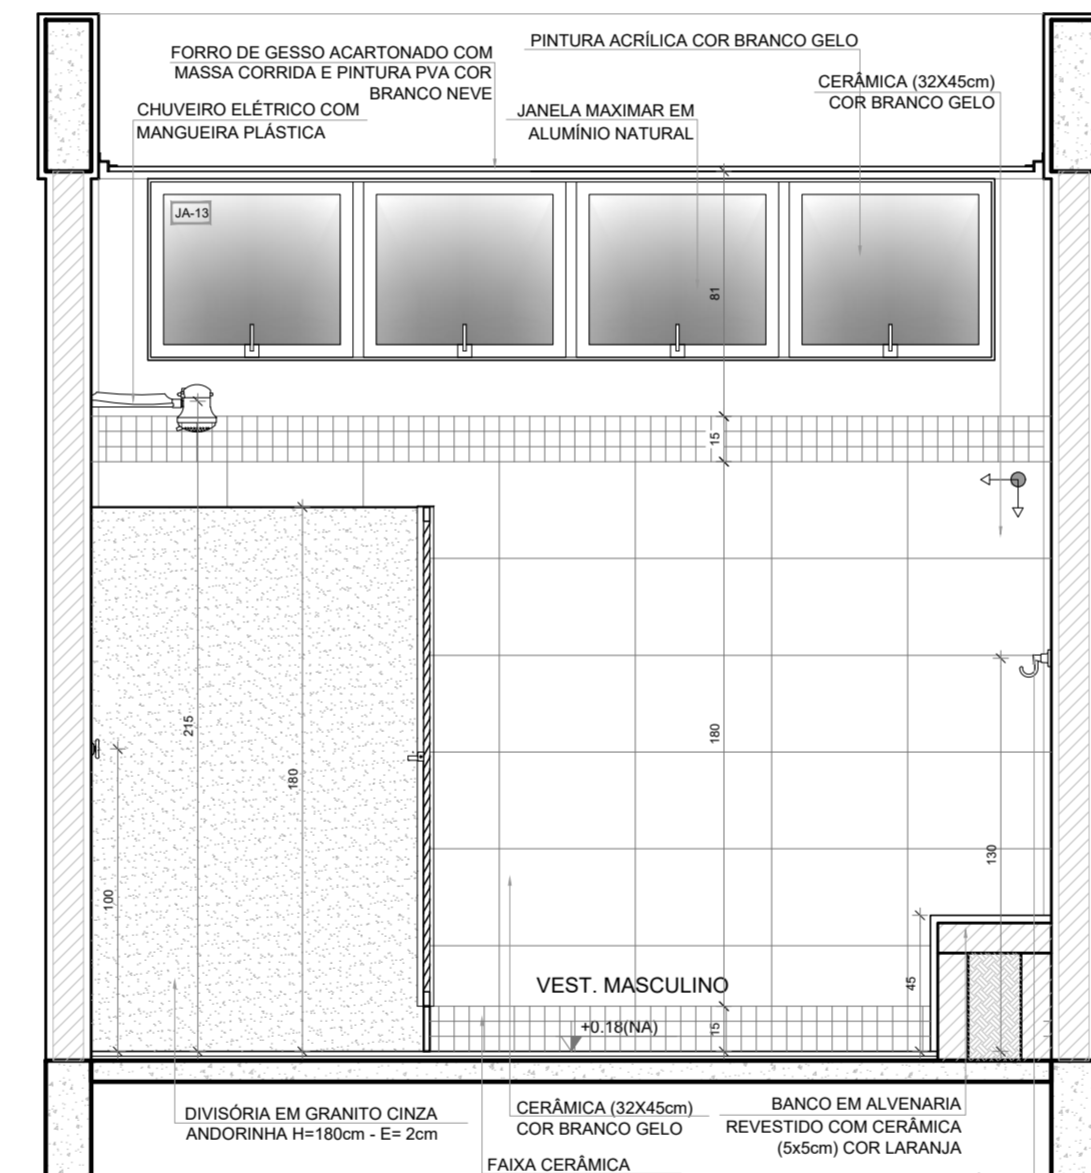 FORRO DE GESSO ACARTONADO COM
MASSA CORRIDA E PINTURA PVA COR
BRANCO NEVE
PINTURA ACRÍLICA COR BRANCO GELO
CERÂMICA (32X45cm)
COR BRANCO GELO
CHUVEIRO ELÉTRICO COM
MANGUEIRA PLÁSTICA
JANELA MAXIMAR EM
ALUMÍNIO NATURAL
JA-13
81
15
215
180
180
130
100
45
VEST. MASCULINO
+0.18(NA)
15
DIVISÓRIA EM GRANITO CINZA
ANDORINHA H=180cm - E= 2cm
CERÂMICA (32X45cm)
COR BRANCO GELO
BANCO EM ALVENARIA
REVESTIDO COM CERÂMICA
(5x5cm) COR LARANJA
FAIXA CERÂMICA